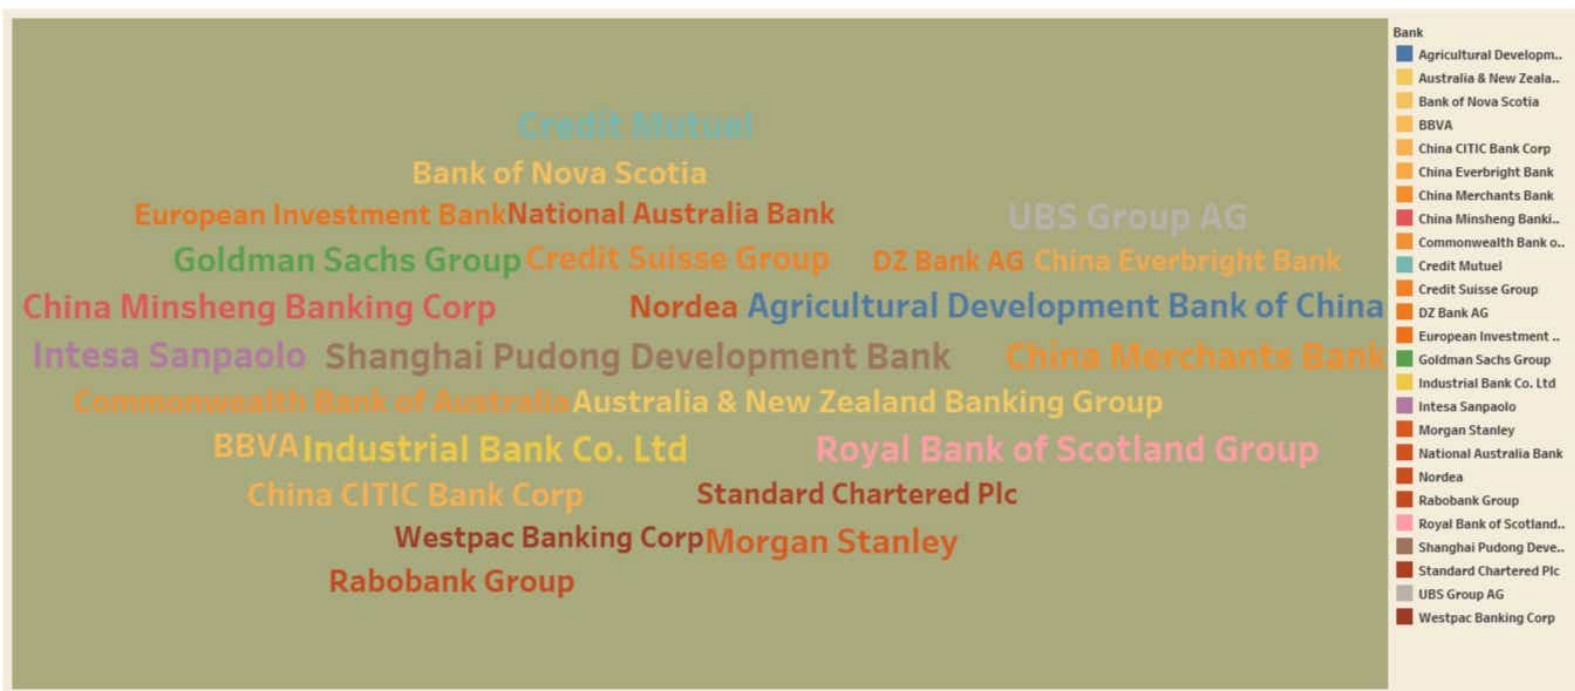 Credit Mutuel
Bank of Nova Scotia
European Investment Bank National Australia Bank UBS Group AG
Goldman Sachs Group Credit Suisse Group DZ Bank AG China Everbright Bank
China Minsheng Banking Corp Nordea Agricultural Development Bank of China
Intesa Sanpaolo Shanghai Pudong Development Bank China Merchants Bank
Commonwealth Bank of Australia Australia & New Zealand Banking Group
BBVA Industrial Bank Co. Ltd Royal Bank of Scotland Group
China CITIC Bank Corp Standard Chartered Plc
Westpac Banking Corp Morgan Stanley
Rabobank Group
Bank
Agricultural Developm..
Australia & New Zeala..
Bank of Nova Scotia
BBVA
China CITIC Bank Corp
China Everbright Bank
China Merchants Bank
China Minsheng Banki..
Commonwealth Bank o..
Credit Mutuel
Credit Suisse Group
DZ Bank AG
European Investment ..
Goldman Sachs Group
Industrial Bank Co. Ltd
Intesa Sanpaolo
Morgan Stanley
National Australia Bank
Nordea
Rabobank Group
Royal Bank of Scotland..
Shanghai Pudong Deve..
Standard Chartered Plc
UBS Group AG
Westpac Banking Corp